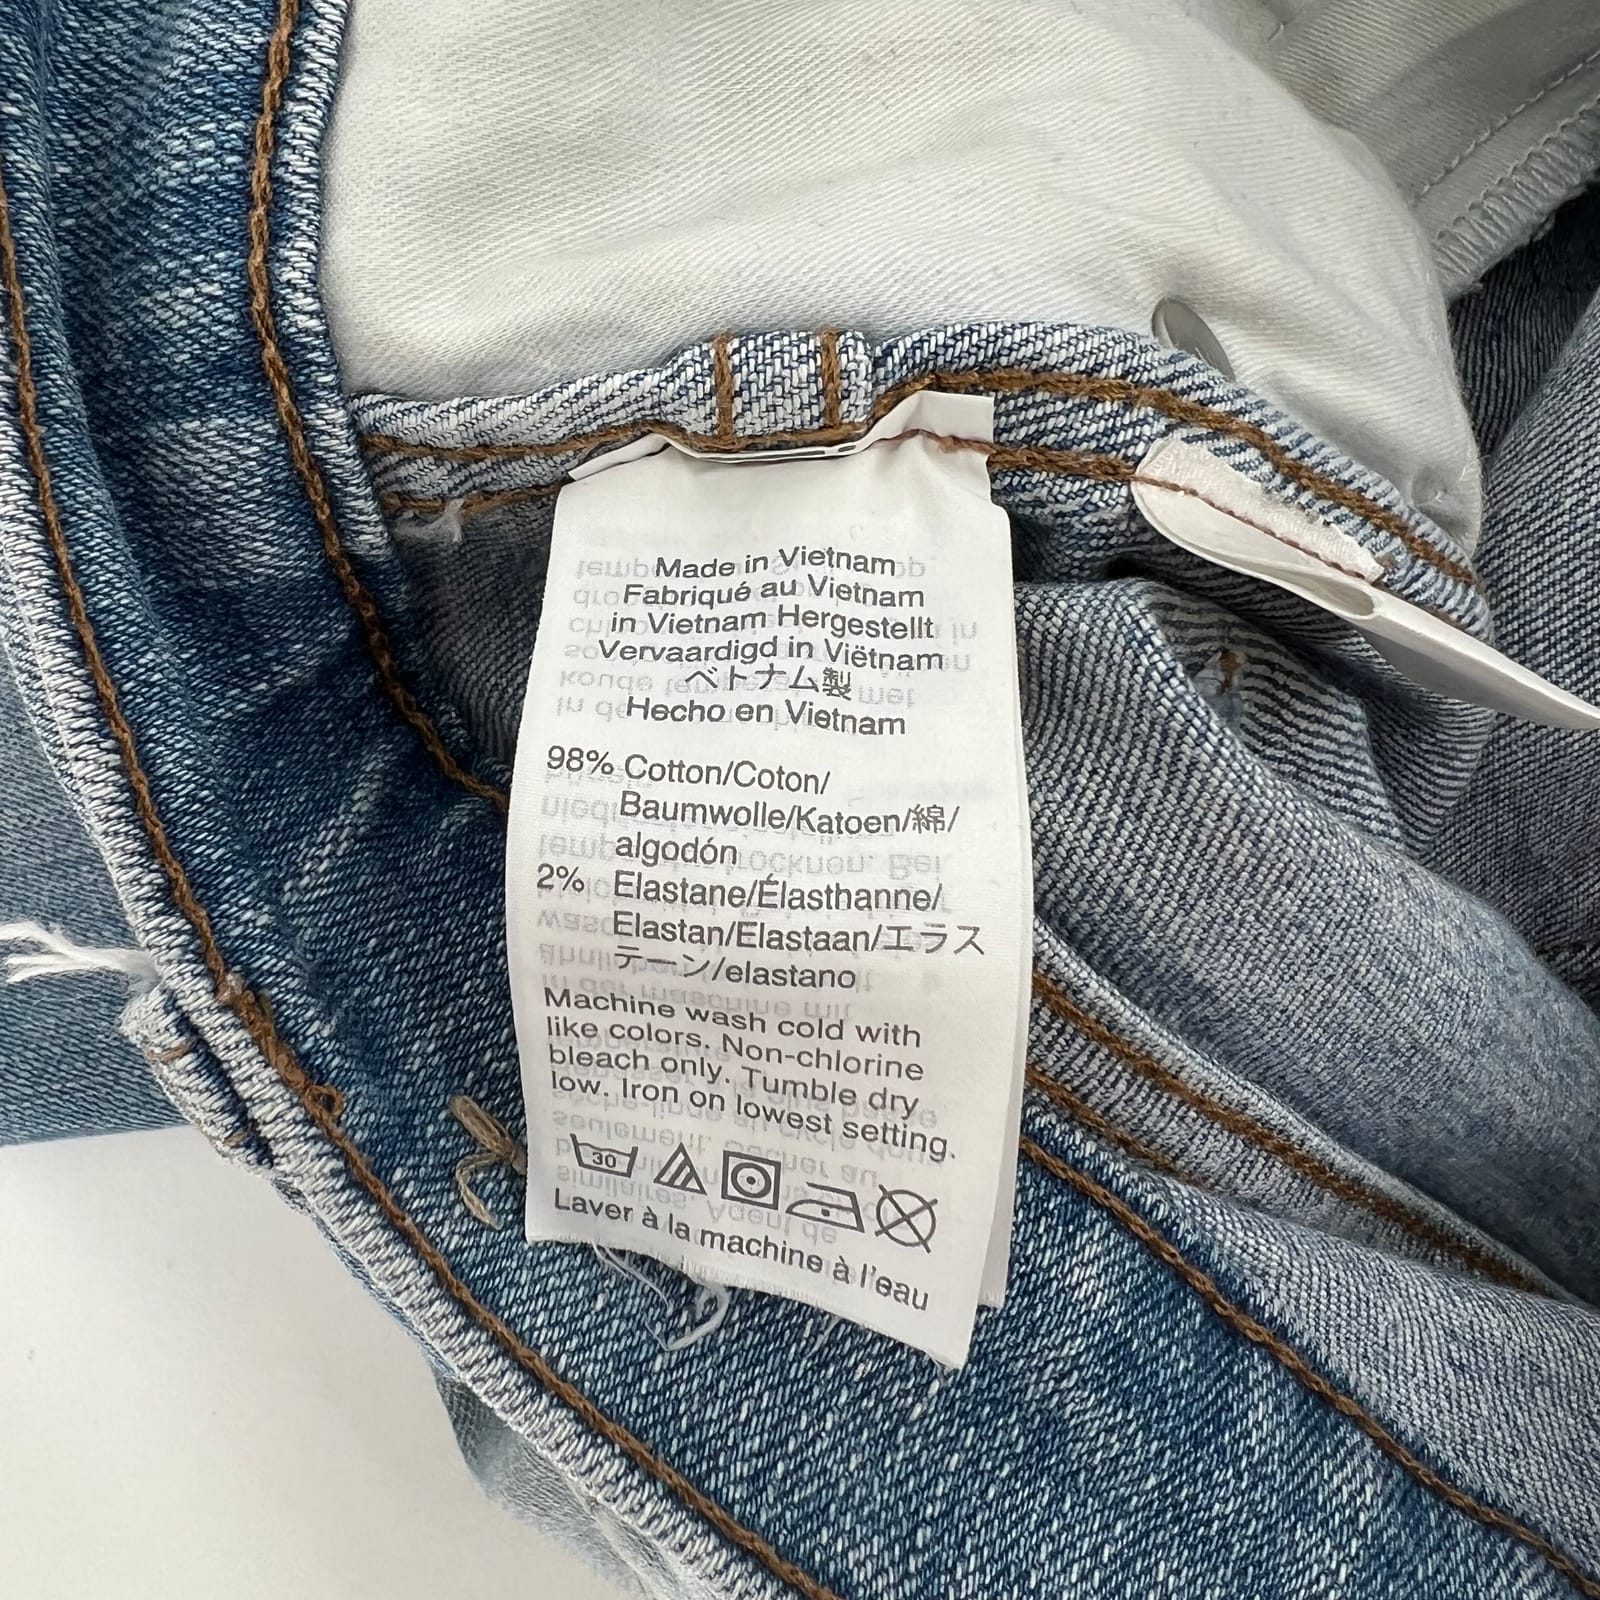 Made in Vietnam
Fabriqué au Vietnam
in Vietnam Hergestellt
Vervaardigd in Viëtnam
ベトナム製
Hecho en Vietnam
98% Cotton/Coton/
Baumwolle/Katoen/綿/
algodón
2% Elastane/Élasthanne/
Elastan/Elastaan/エラス
テーン/elastano
Machine wash cold with
like colors. Non-chlorine
bleach only. Tumble dry
low. Iron on lowest setting.
30
Laver à la machine à l'eau